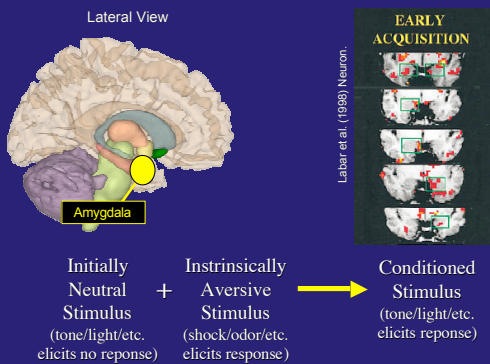 Lateral View
Amygdala
Labar et al. (1998) Neuron.
EARLY
ACQUISITION
Initially
Neutral
Stimulus
(tone/light/etc.
elicits no reponse)
+
Instrinsically
Aversive
Stimulus
(shock/odor/etc.
elicits response)
Conditioned
Stimulus
(tone/light/etc.
elicits reponse)